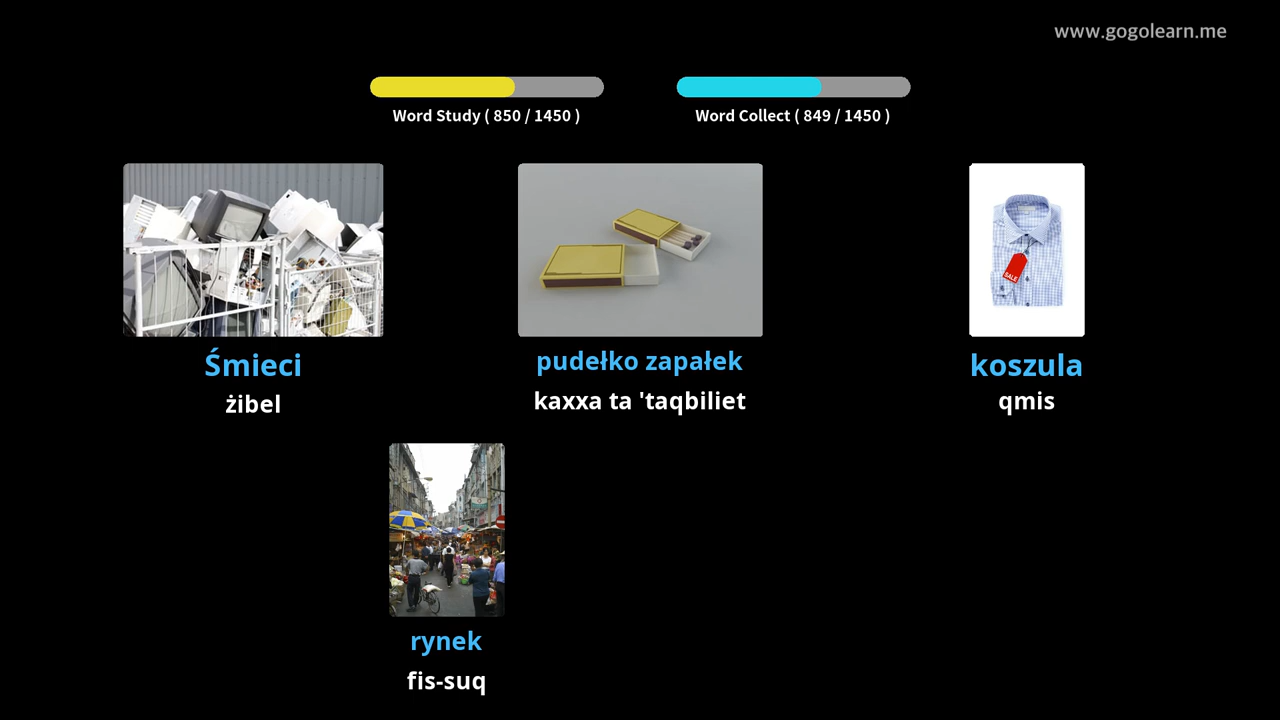 www.gogolearn.me
Word Study ( 850 / 1450 )
Word Collect ( 849 / 1450 )
SALE
Śmieci
żibel
pudełko zapałek
kaxxa ta 'taqbiliet
koszula
qmis
rynek
fis-suq